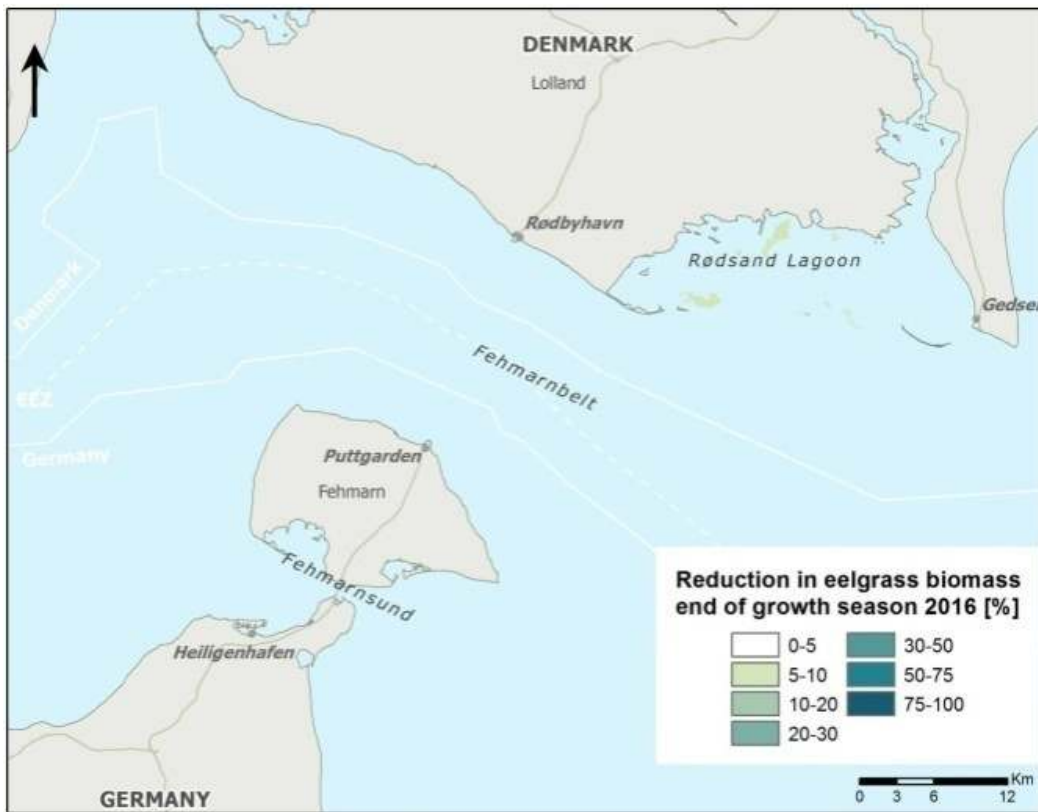 DENMARK
Lolland
Rødbyhavn
Rødsand Lagoon
Gedser
Denmark
Fehmarnbelt
EEZ
Germany
Puttgarden
Fehmarn
Fehmarnsund
Heiligenhafen
GERMANY
Reduction in eelgrass biomass
end of growth season 2016 [%]
0-5
5-10
10-20
20-30
30-50
50-75
75-100
Km
0 3 6 12